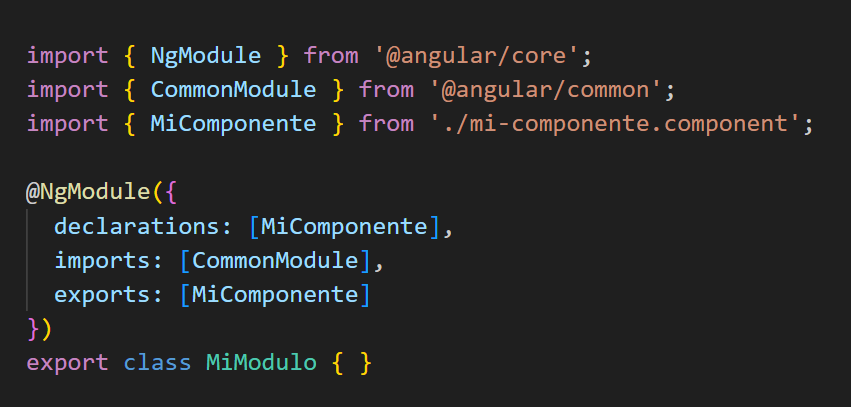 import { NgModule } from '@angular/core';
import { CommonModule } from '@angular/common';
import { MiComponente } from './mi-componente.component';
@NgModule({
  declarations: [MiComponente],
  imports: [CommonModule],
  exports: [MiComponente]
})
export class MiModulo { }